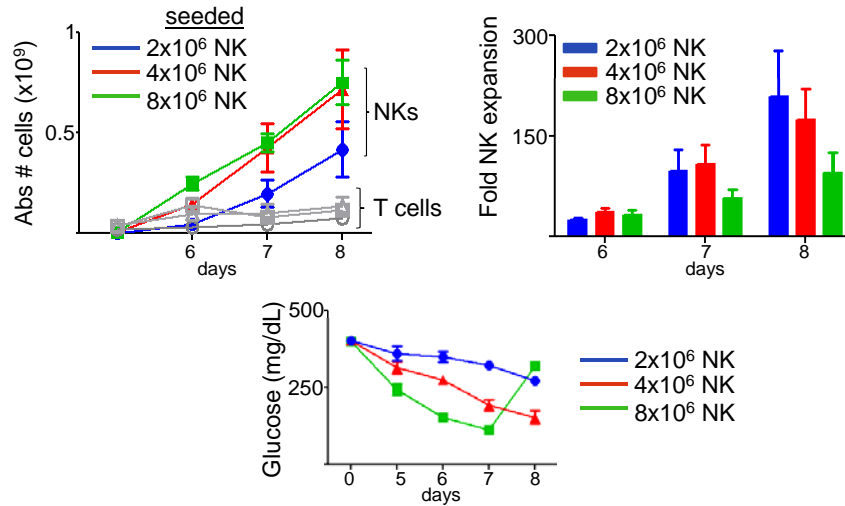 seeded
2x10⁶ NK
4x10⁶ NK
8x10⁶ NK
Abs # cells (x10⁹)
1
0.5
NKs
T cells
6 7 8
days
Fold NK expansion
300
150
2x10⁶ NK
4x10⁶ NK
8x10⁶ NK
6 7 8
days
Glucose (mg/dL)
500
250
0 5 6 7 8
days
2x10⁶ NK
4x10⁶ NK
8x10⁶ NK